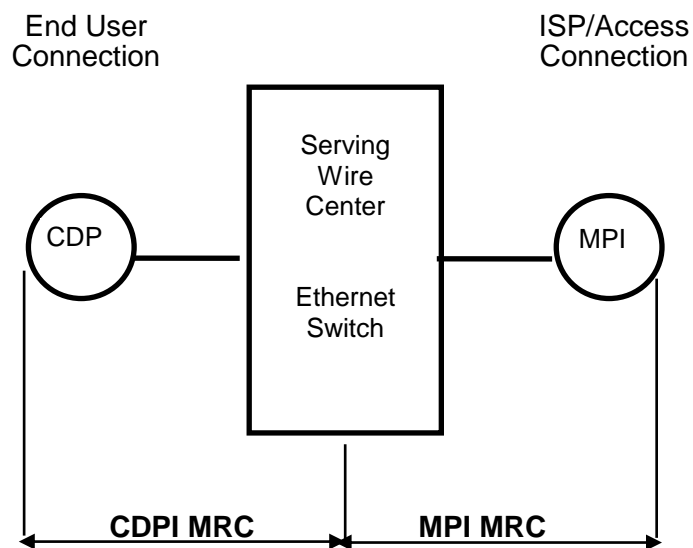 End User
Connection
ISP/Access
Connection
Serving
Wire
Center
CDP
MPI
Ethernet
Switch
CDPI MRC
MPI MRC